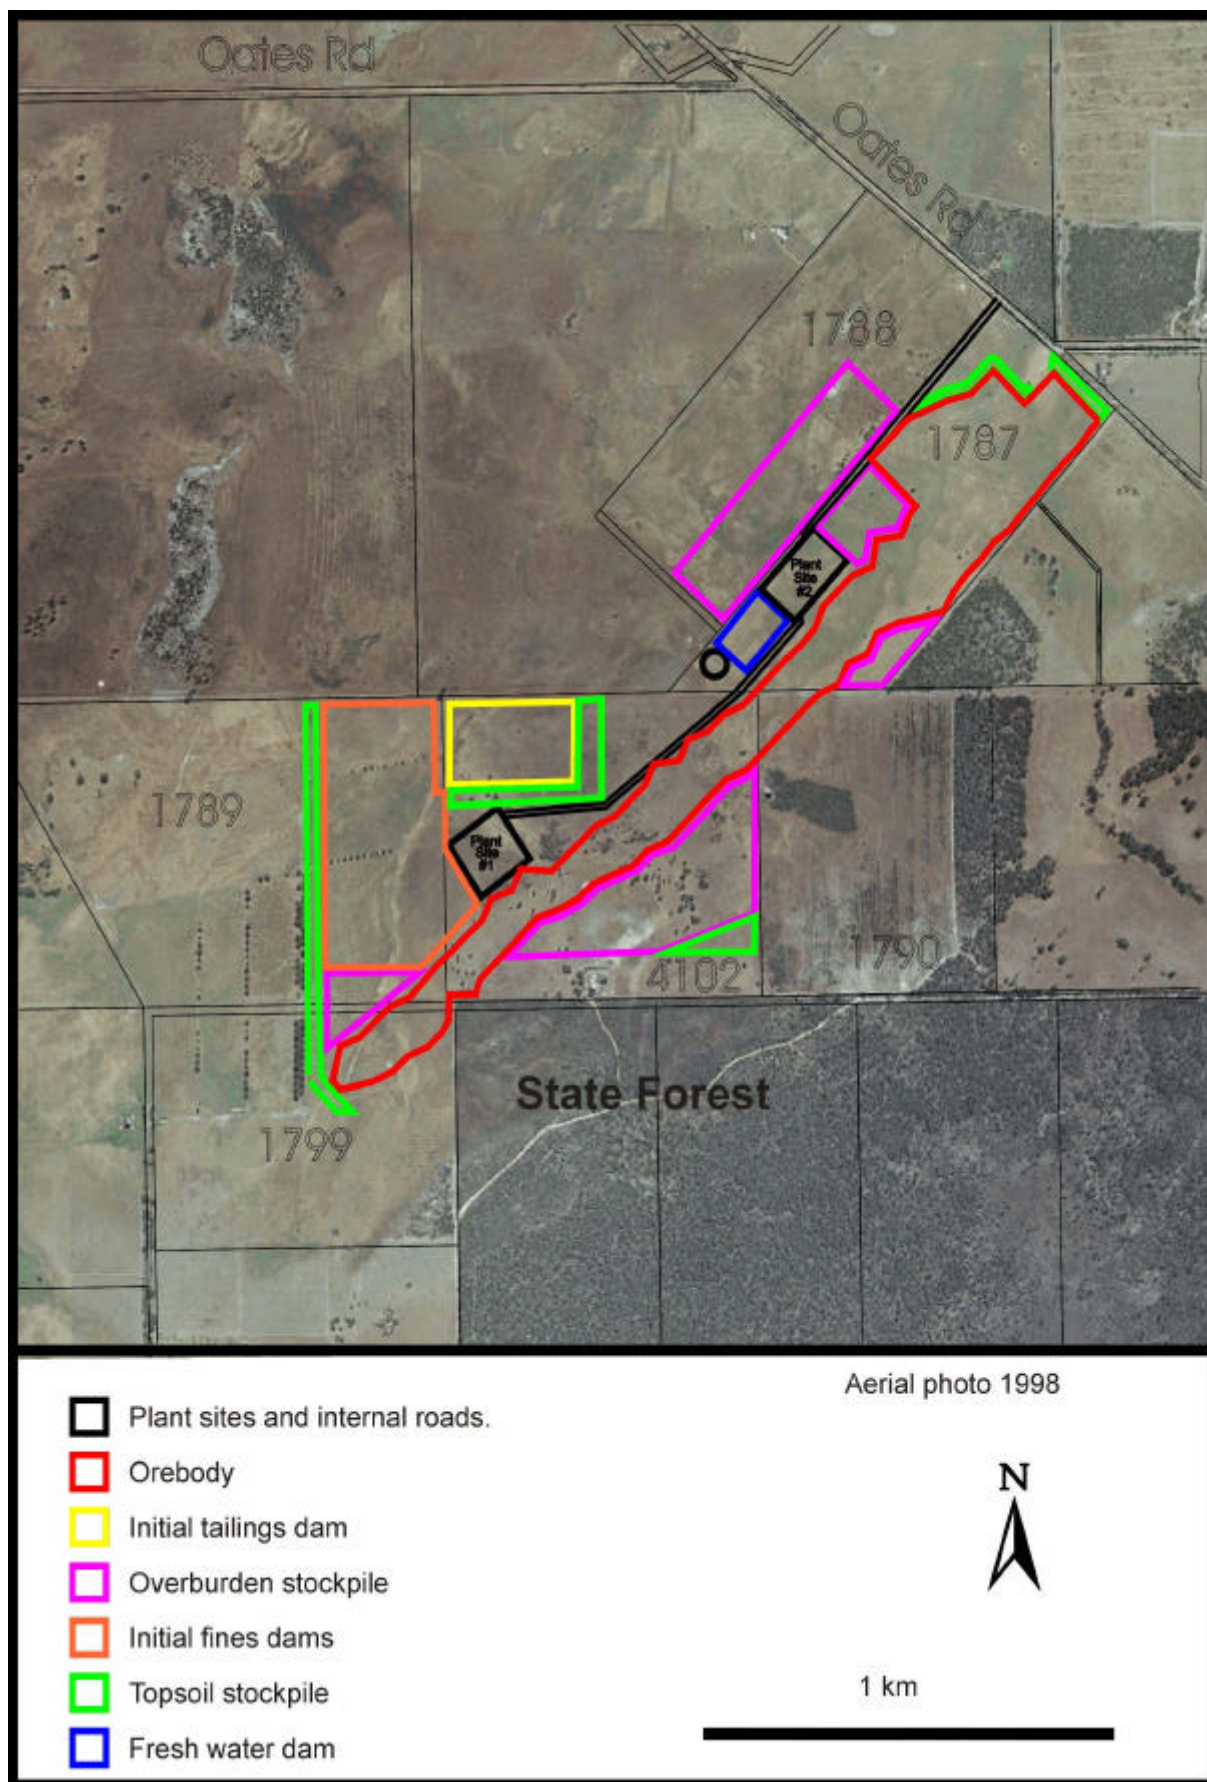 Oates Rd
Oates Rd
1788
1787
Plant
Site
#2
1789
Plant
Site
#1
4102
1790
State Forest
1799
Aerial photo 1998
Plant sites and internal roads.
Orebody
Initial tailings dam
Overburden stockpile
Initial fines dams
Topsoil stockpile
Fresh water dam
N
1 km